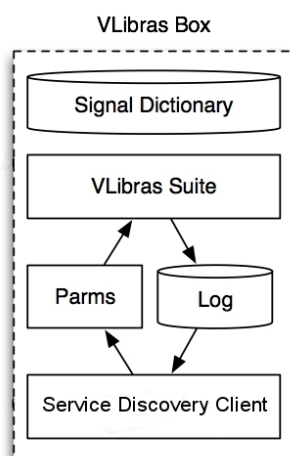 VLibras Box
Signal Dictionary
VLibras Suite
Parms
Log
Service Discovery Client